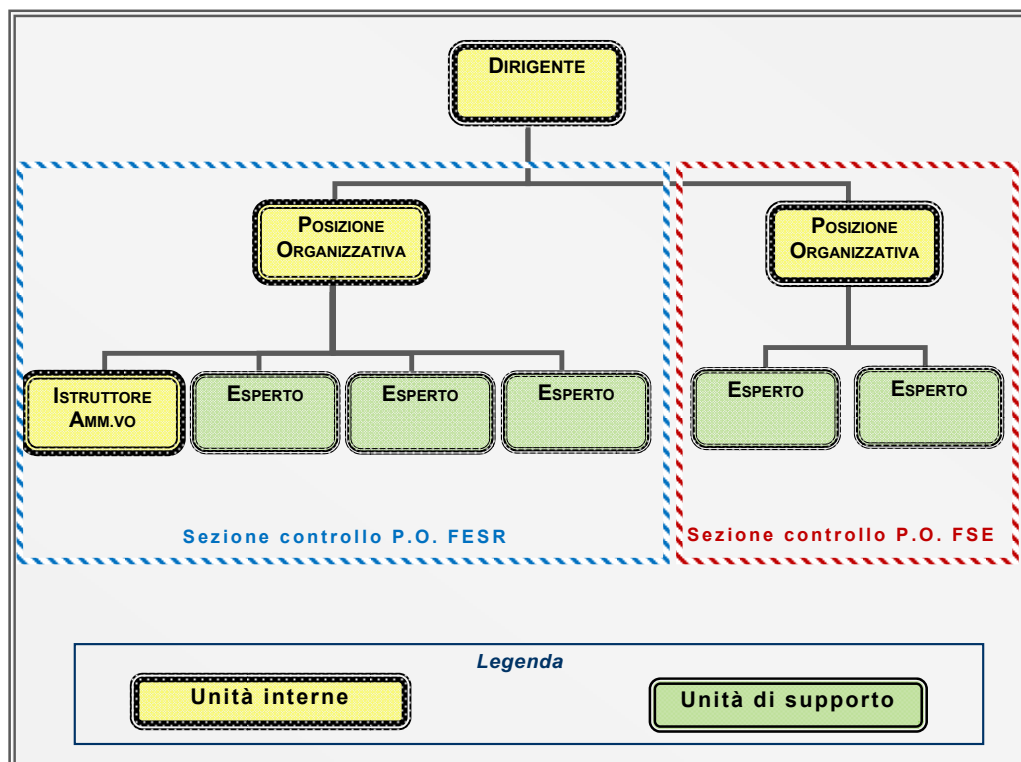 DIRIGENTE
POSIZIONE
ORGANIZZATIVA
POSIZIONE
ORGANIZZATIVA
ISTRUTTORE
AMM.VO
ESPERTO
ESPERTO
ESPERTO
ESPERTO
ESPERTO
Sezione controllo P.O. FESR
Sezione controllo P.O. FSE
Legenda
Unità interne
Unità di supporto